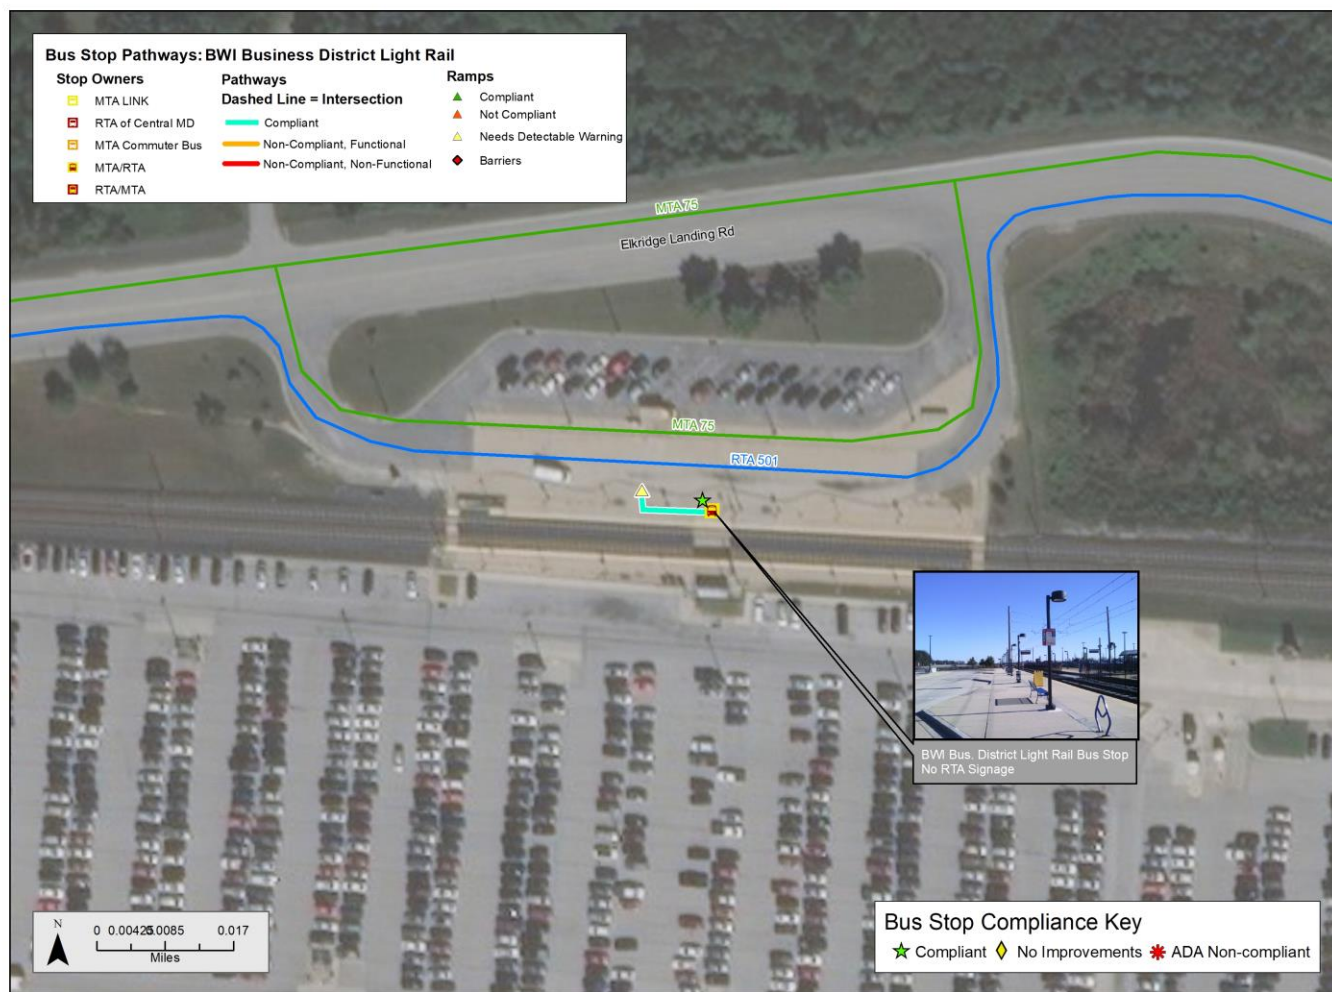 Bus Stop Pathways: BWI Business District Light Rail
Stop Owners
MTA LINK
RTA of Central MD
MTA Commuter Bus
MTA/RTA
RTA/MTA
Pathways
Dashed Line = Intersection
Compliant
Non-Compliant, Functional
Non-Compliant, Non-Functional
Ramps
Compliant
Not Compliant
Needs Detectable Warning
Barriers
MTA 75
Elkridge Landing Rd
MTA 75
RTA 501
BWI Bus. District Light Rail Bus Stop
No RTA Signage
N
0 0.00425 0.0085 0.017
Miles
Bus Stop Compliance Key
Compliant No Improvements ADA Non-compliant